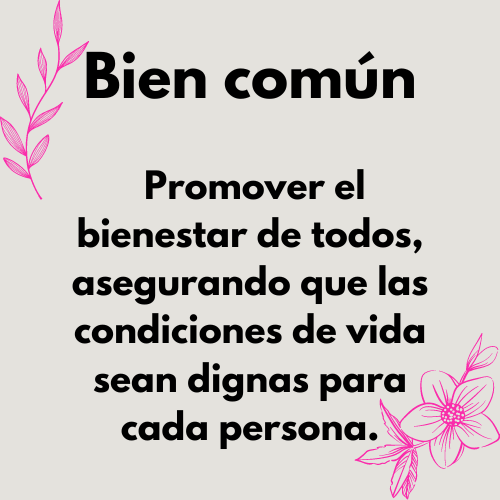 Bien común
Promover el
bienestar de todos,
asegurando que las
condiciones de vida
sean dignas para
cada persona.